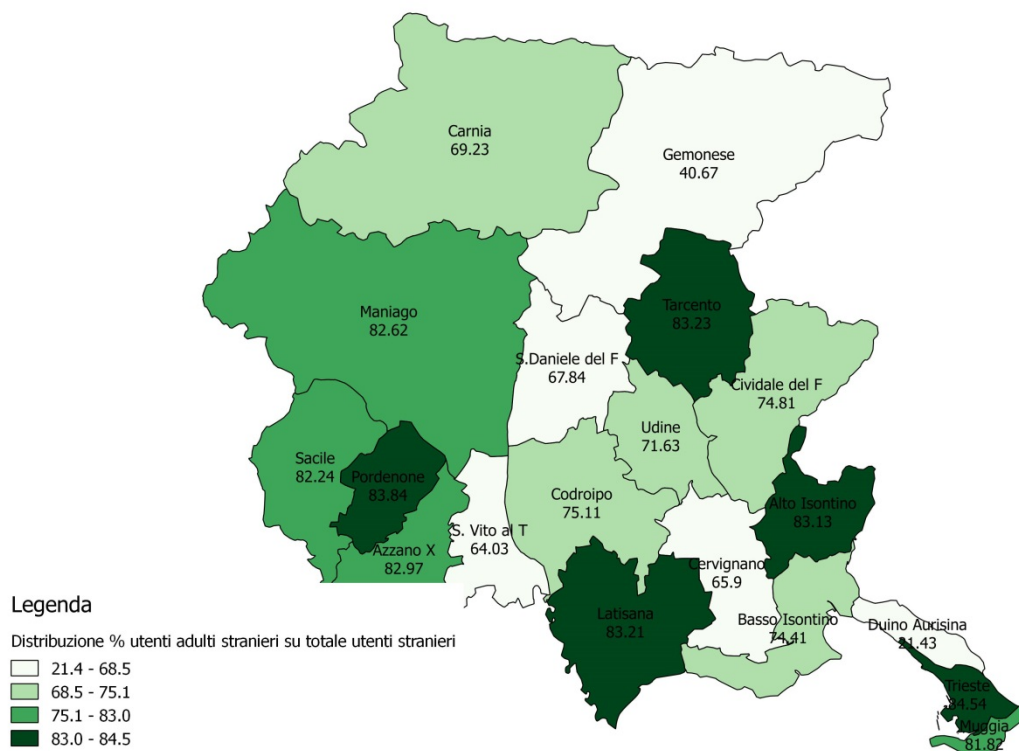 Carnia
69.23
Gemonese
40.67
Tarcento
83.23
Maniago
82.62
S.Daniele del F
67.84
Cividale del F
74.81
Udine
71.63
Sacile
82.24
Pordenone
83.84
Codroipo
75.11
Alto Isontino
83.13
S. Vito al T
64.03
Azzano X
82.97
Cervignano
65.9
Latisana
83.21
Basso Isontino
74.41
Duino Aurisina
21.43
Trieste
84.54
Muggia
81.82
Legenda
Distribuzione % utenti adulti stranieri su totale utenti stranieri
21.4 - 68.5
68.5 - 75.1
75.1 - 83.0
83.0 - 84.5